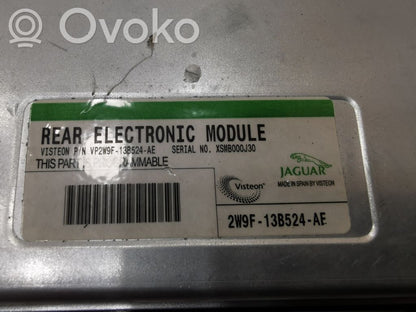 Ovoko
REAR ELECTRONIC MODULE
VISTEON P/N VP2W9F-13B524-AE SERIAL NO. XSMB000J30
THIS PART
Visteon
JAGUAR
MADE IN SPAIN BY VISTEON
2W9F-13B524-AE